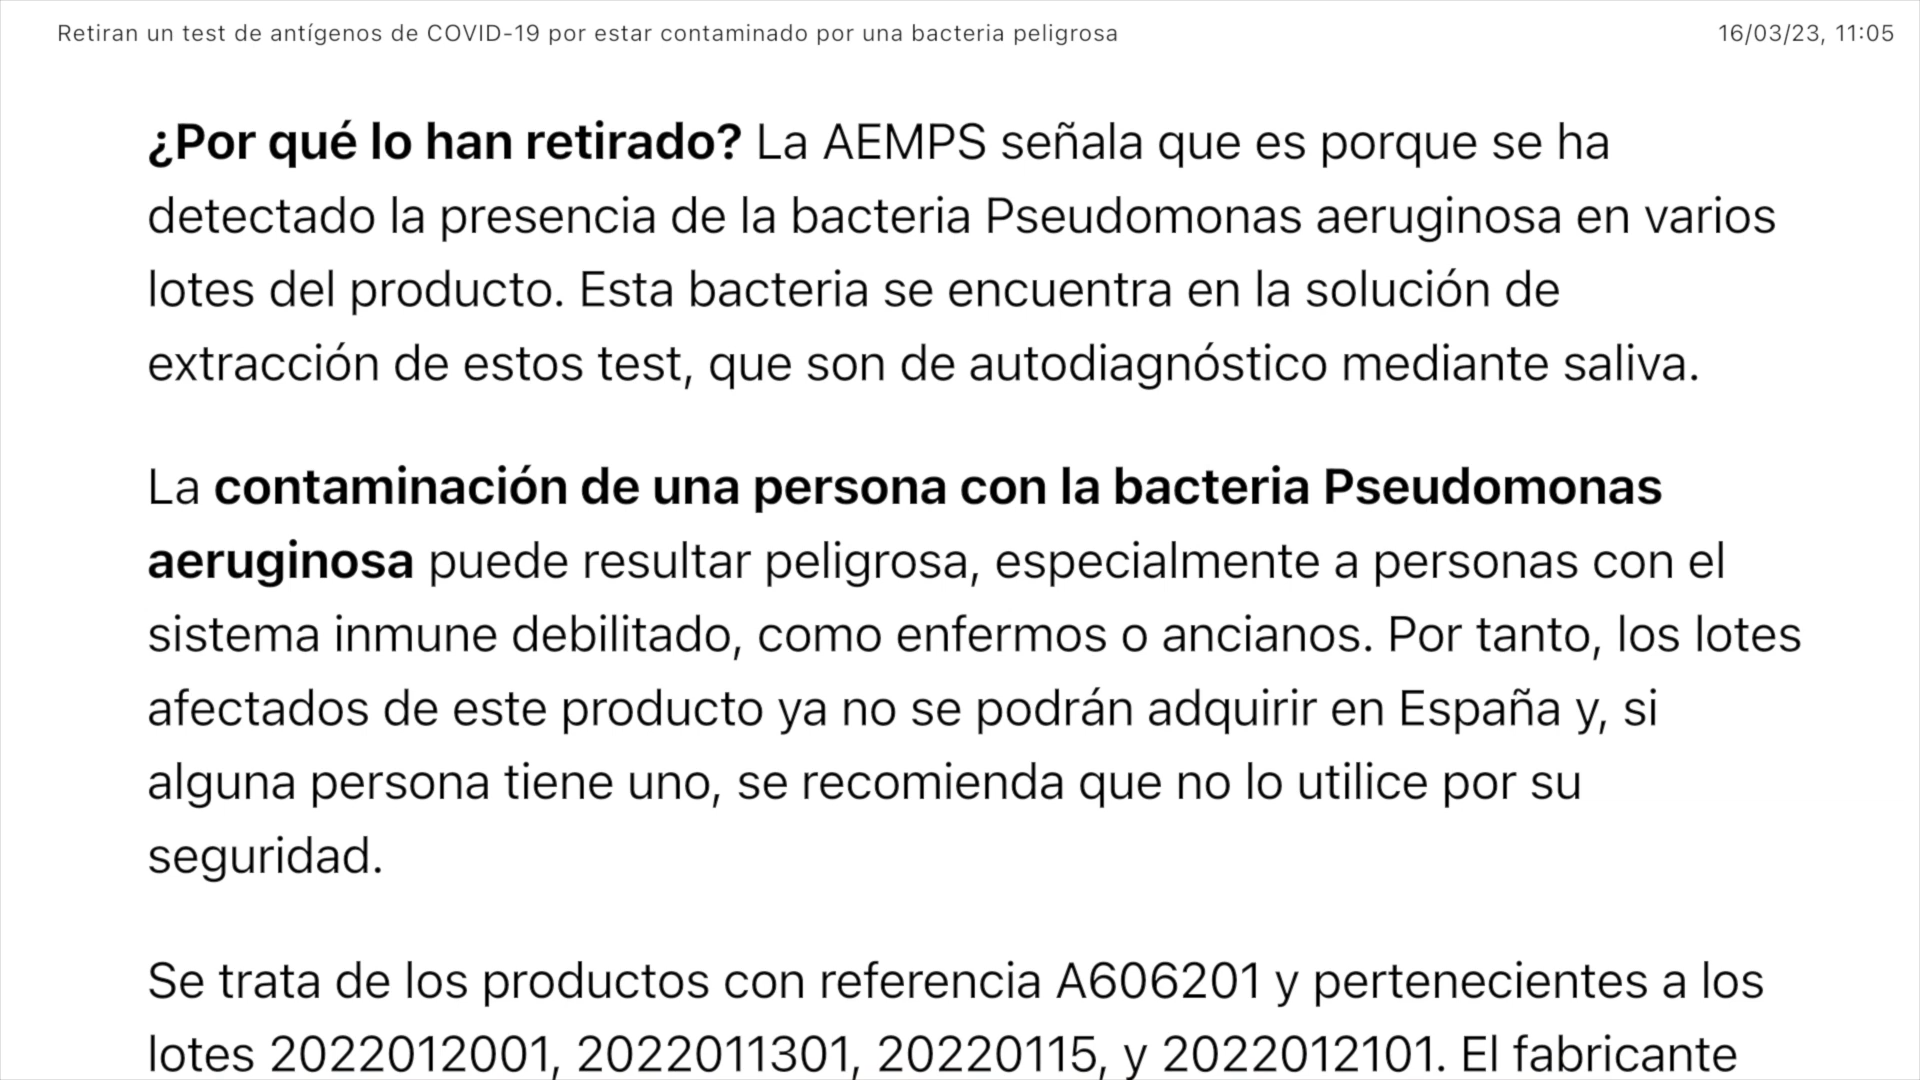 Retiran un test de antígenos de COVID-19 por estar contaminado por una bacteria peligrosa
16/03/23, 11:05
¿Por qué lo han retirado? La AEMPS señala que es porque se ha
detectado la presencia de la bacteria Pseudomonas aeruginosa en varios
lotes del producto. Esta bacteria se encuentra en la solución de
extracción de estos test, que son de autodiagnóstico mediante saliva.
La contaminación de una persona con la bacteria Pseudomonas
aeruginosa puede resultar peligrosa, especialmente a personas con el
sistema inmune debilitado, como enfermos o ancianos. Por tanto, los lotes
afectados de este producto ya no se podrán adquirir en España y, si
alguna persona tiene uno, se recomienda que no lo utilice por su
seguridad.
Se trata de los productos con referencia A606201 y pertenecientes a los
lotes 2022012001, 2022011301, 20220115, y 2022012101. El fabricante